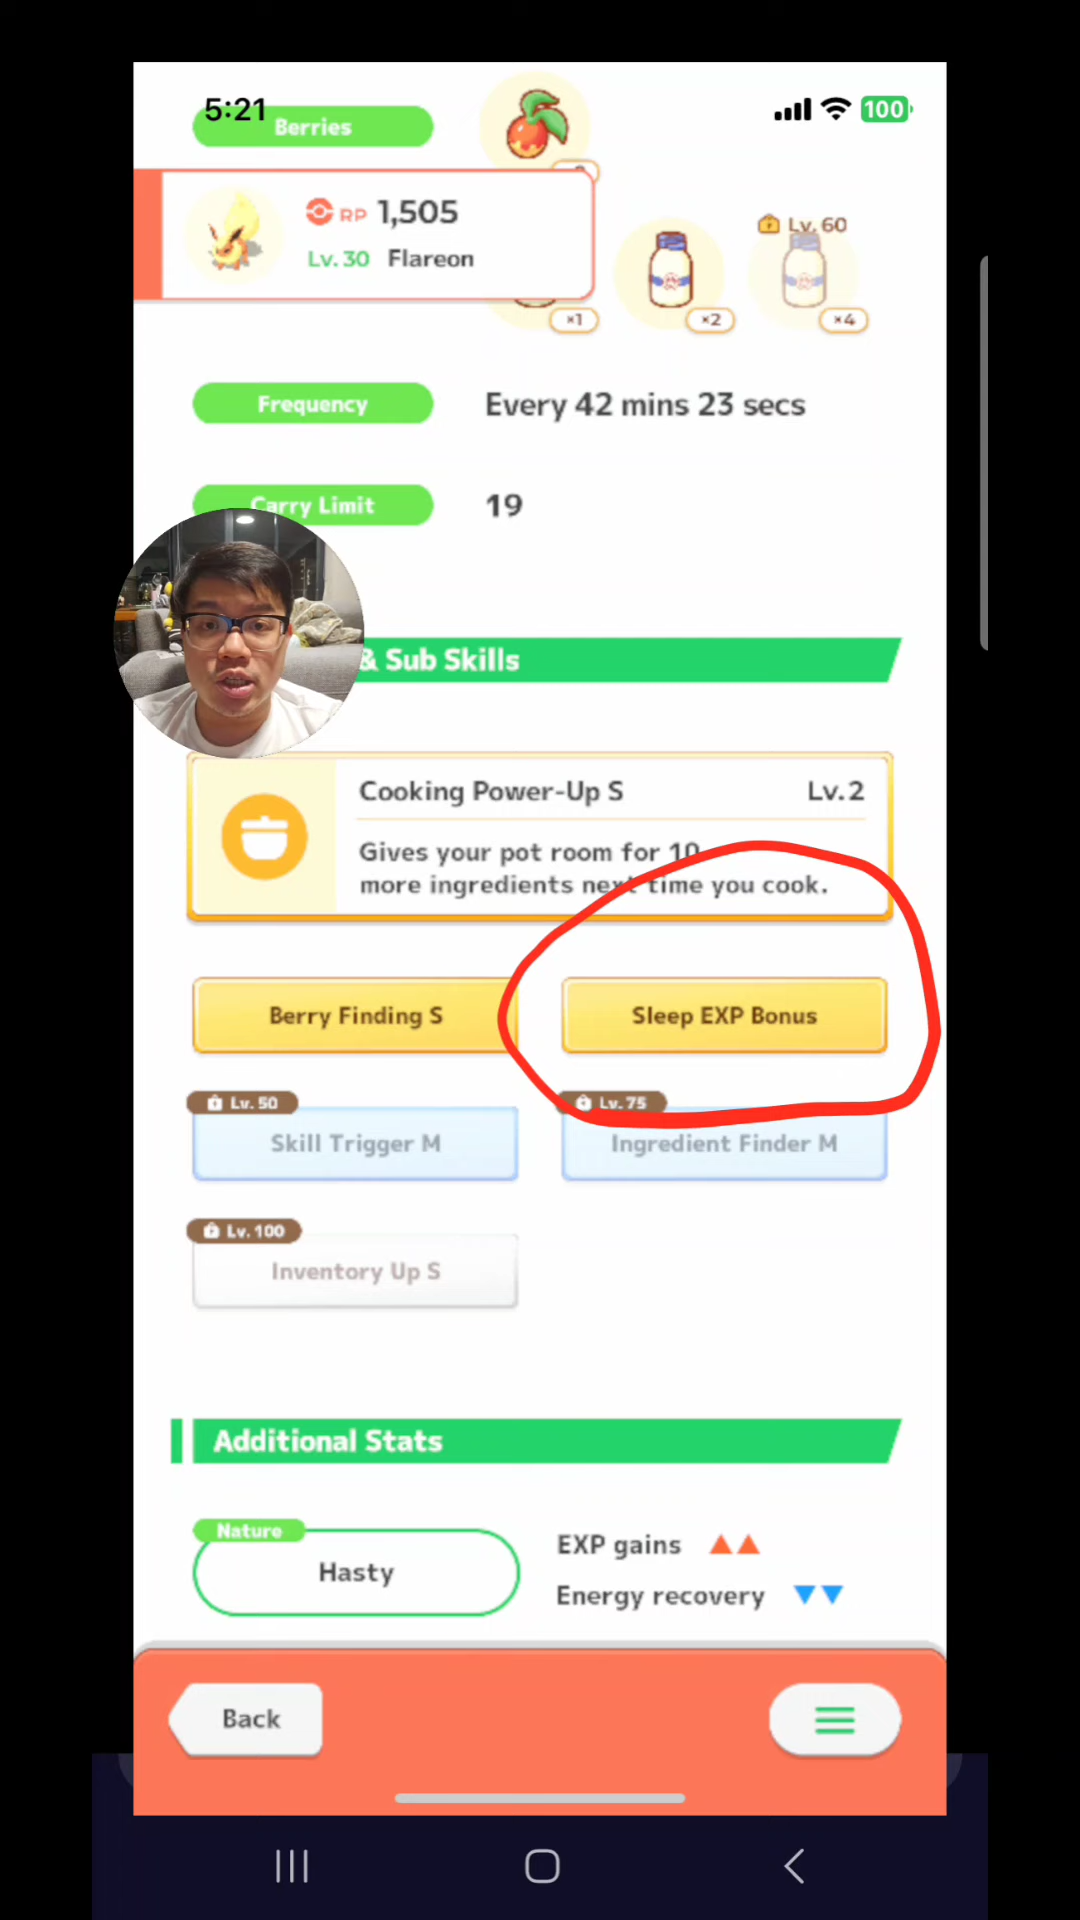 5:21
100
Berries
RP 1,505
Lv. 30 Flareon
Lv. 60
×1
×2
×4
Frequency
Every 42 mins 23 secs
Carry Limit
19
& Sub Skills
Cooking Power-Up S
Lv. 2
Gives your pot room for 10
more ingredients next time you cook.
Berry Finding S
Sleep EXP Bonus
Lv. 50
Lv. 75
Skill Trigger M
Ingredient Finder M
Lv. 100
Inventory Up S
Additional Stats
Nature
Hasty
EXP gains
Energy recovery
Back